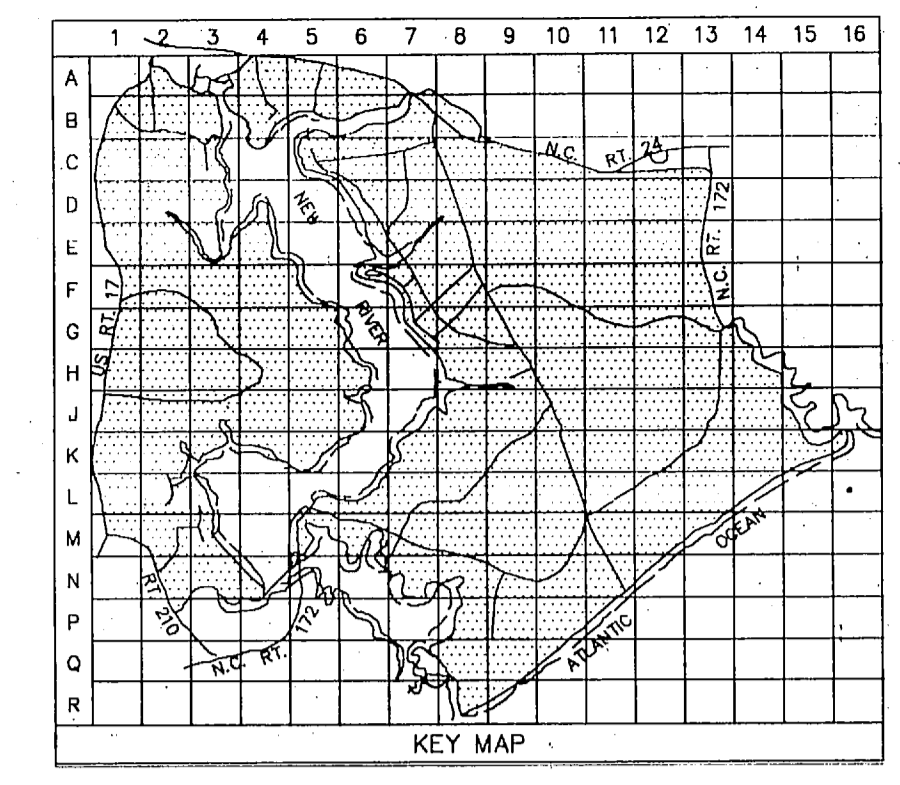 1 2 3 4 5 6 7 8 9 10 11 12 13 14 15 16
A
B
C
N.C. RT. 24
D
NEW
N.C. RT. 172
E
F
US RT. 17
RIVER
G
H
J
K
L
M
OCEAN
N
RT 210
P
N.C. RT. 172
ATLANTIC
Q
R
KEY MAP